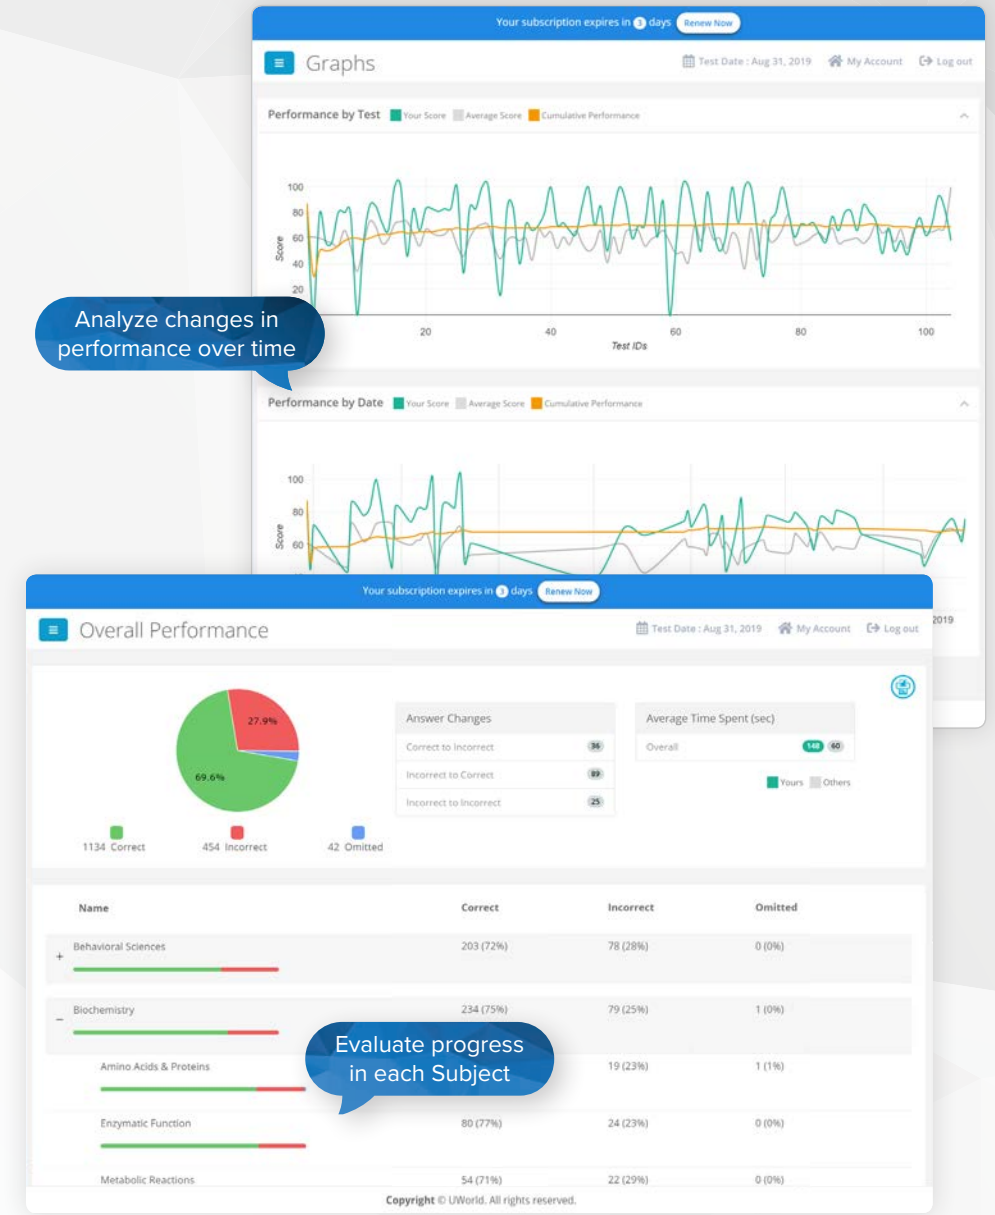 Your subscription expires in 3 days Renew Now
Graphs
Test Date : Aug 31, 2019 My Account Log out
Performance by Test Your Score Average Score Cumulative Performance
100
80
60
40
20
Score
20 40 60 80 100
Test IDs
Analyze changes in
performance over time
Performance by Date Your Score Average Score Cumulative Performance
100
80
60
Score
2019
Your subscription expires in 3 days Renew Now
Overall Performance
Test Date : Aug 31, 2019 My Account Log out
27.9%
69.6%
1134 Correct 454 Incorrect 42 Omitted
Answer Changes
Correct to Incorrect 36
Incorrect to Correct 89
Incorrect to Incorrect 25
Average Time Spent (sec)
Overall 148 60
Yours Others
Name Correct Incorrect Omitted
+ Behavioral Sciences 203 (72%) 78 (28%) 0 (0%)
– Biochemistry 234 (75%) 79 (25%) 1 (0%)
Evaluate progress
in each Subject
Amino Acids & Proteins 19 (23%) 1 (1%)
Enzymatic Function 80 (77%) 24 (23%) 0 (0%)
Metabolic Reactions 54 (71%) 22 (29%) 0 (0%)
Copyright © UWorld. All rights reserved.